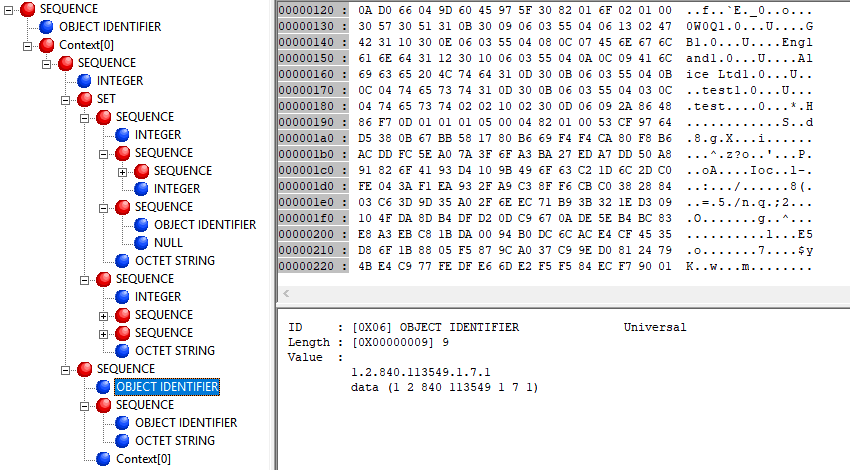 SEQUENCE
OBJECT IDENTIFIER
Context[0]
SEQUENCE
INTEGER
SET
SEQUENCE
INTEGER
SEQUENCE
SEQUENCE
INTEGER
SEQUENCE
OBJECT IDENTIFIER
NULL
OCTET STRING
SEQUENCE
INTEGER
SEQUENCE
SEQUENCE
OCTET STRING
SEQUENCE
OBJECT IDENTIFIER
SEQUENCE
OBJECT IDENTIFIER
OCTET STRING
Context[0]
00000120 : 0A D0 66 04 9D 60 45 97 5F 30 82 01 6F 02 01 00 ..f..`E._0..o...
00000130 : 30 57 30 51 31 0B 30 09 06 03 55 04 06 13 02 47 0W0Q1.0...U....G
00000140 : 42 31 10 30 0E 06 03 55 04 08 0C 07 45 6E 67 6C B1.0...U....Engl
00000150 : 61 6E 64 31 12 30 10 06 03 55 04 0A 0C 09 41 6C and1.0...U....Al
00000160 : 69 63 65 20 4C 74 64 31 0D 30 0B 06 03 55 04 0B ice Ltd1.0...U..
00000170 : 0C 04 74 65 73 74 31 0D 30 0B 06 03 55 04 03 0C ..test1.0...U...
00000180 : 04 74 65 73 74 02 02 10 02 30 0D 06 09 2A 86 48 .test....0...*.H
00000190 : 86 F7 0D 01 01 01 05 00 04 82 01 00 53 CF 97 64 ............S..d
000001a0 : D5 38 0B 67 BB 58 17 80 B6 69 F4 F4 CA 80 F8 B6 .8.g.X...i......
000001b0 : AC DD FC 5E A0 7A 3F 6F A3 BA 27 ED A7 DD 50 A8 ...^.z?o..'...P.
000001c0 : 91 82 6F 41 93 D4 10 9B 49 6F 63 C2 1D 6C 2D C0 ..oA....Ioc..l-.
000001d0 : FE 04 3A F1 EA 93 2F A9 C3 8F F6 CB C0 38 28 84 ..:.../......8(.
000001e0 : 03 C6 3D 9D 35 A0 2F 6E EC 71 B9 3B 32 1E D3 09 ..=.5./n.q.;2...
000001f0 : 10 4F DA 8D B4 DF D2 0D C9 67 0A DE 5E B4 BC 83 .O.......g..^...
00000200 : E8 A3 EB C8 1B DA 00 94 B0 DC 6C AC E4 CF 45 35 ..........l...E5
00000210 : D8 6F 1B 88 05 F5 87 9C A0 37 C9 9E D0 81 24 79 .o.......7....$y
00000220 : 4B E4 C9 77 FE DF E6 6D E2 F5 F5 84 EC F7 90 01 K..w...m........
ID : [0X06] OBJECT IDENTIFIER Universal
Length : [0X00000009] 9
Value :
1.2.840.113549.1.7.1
data (1 2 840 113549 1 7 1)